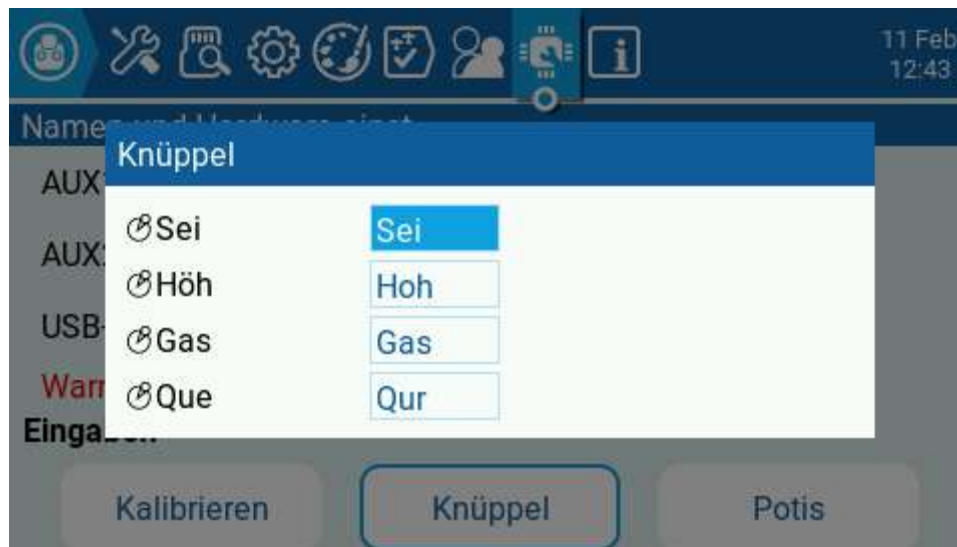 11 Feb
12:43
Name
Knüppel
AUX
Sei Sei
AUX
Höh Hoh
USB-
Gas Gas
Warn
Que Qur
Einga
Kalibrieren Knüppel Potis